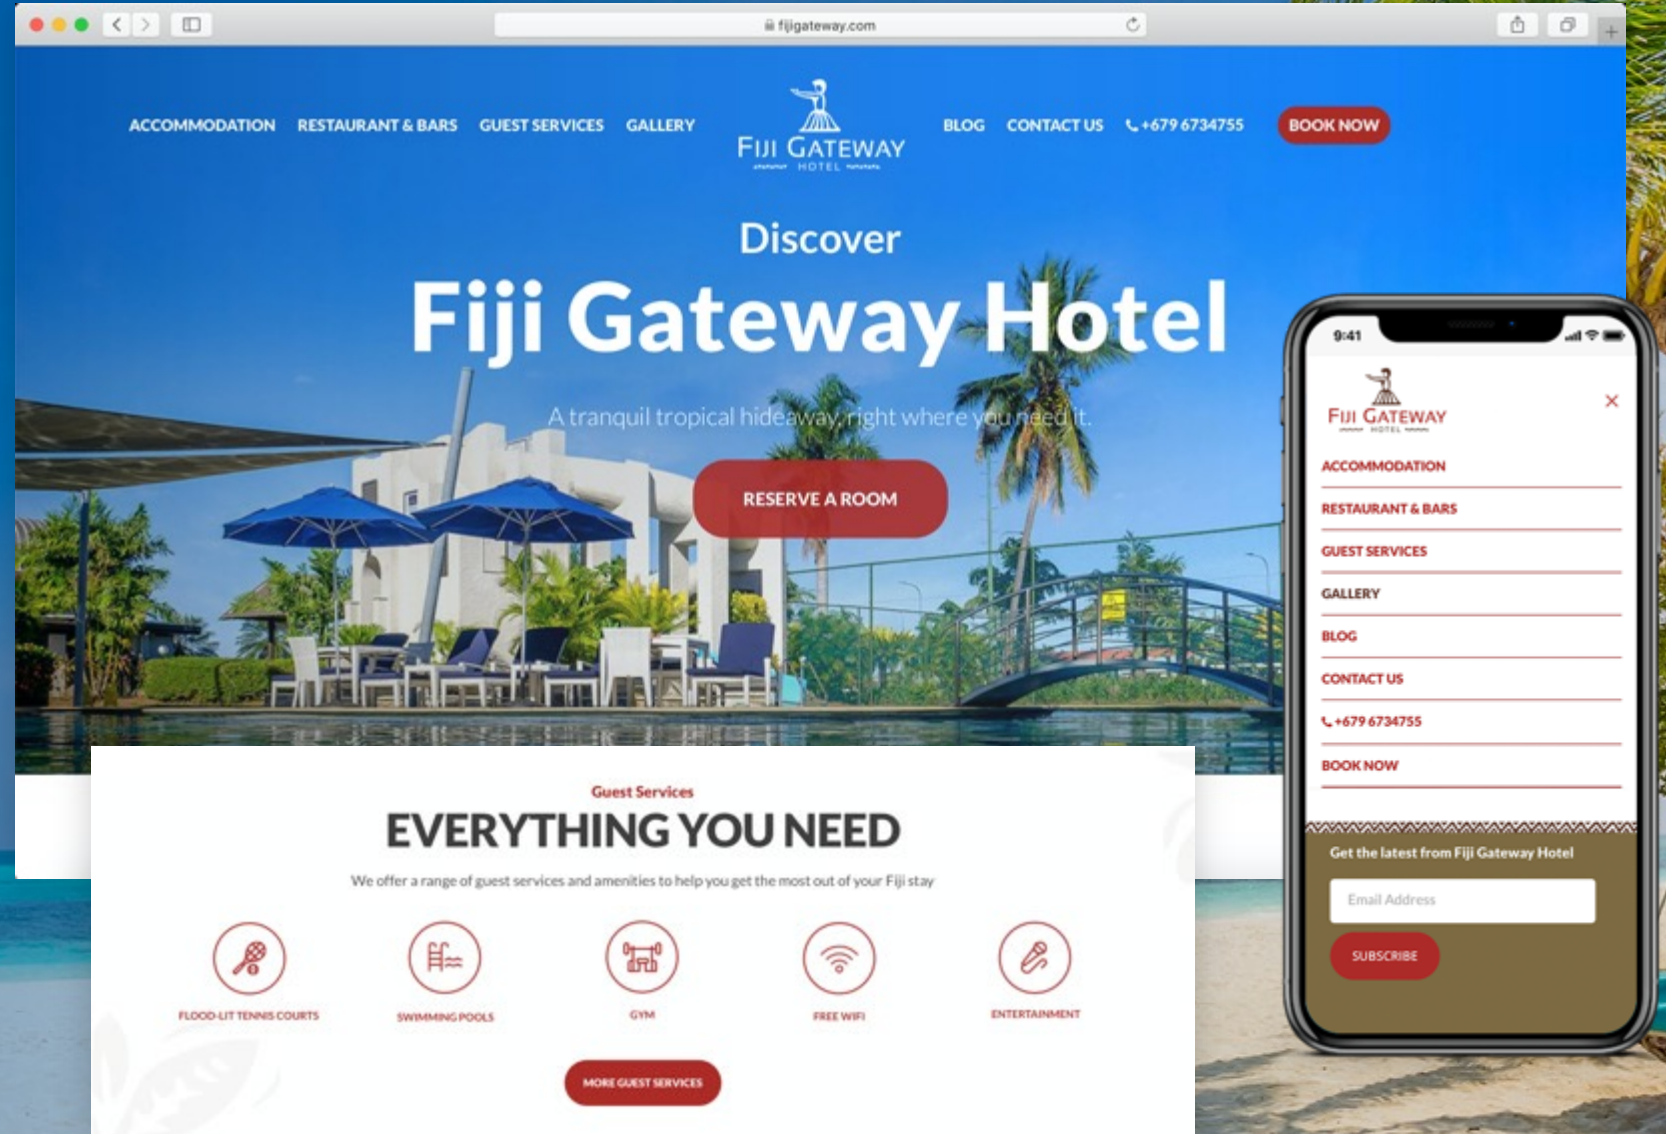 fijigateway.com
ACCOMMODATION RESTAURANT & BARS GUEST SERVICES GALLERY
FIJI GATEWAY
HOTEL
BLOG CONTACT US +679 6734755 BOOK NOW
Discover
Fiji Gateway Hotel
A tranquil tropical hideaway, right where you need it.
RESERVE A ROOM
Guest Services
EVERYTHING YOU NEED
We offer a range of guest services and amenities to help you get the most out of your Fiji stay
FLOOD-LIT TENNIS COURTS
SWIMMING POOLS
GYM
FREE WIFI
ENTERTAINMENT
MORE GUEST SERVICES
9:41
FIJI GATEWAY
HOTEL
ACCOMMODATION
RESTAURANT & BARS
GUEST SERVICES
GALLERY
BLOG
CONTACT US
+679 6734755
BOOK NOW
Get the latest from Fiji Gateway Hotel
Email Address
SUBSCRIBE